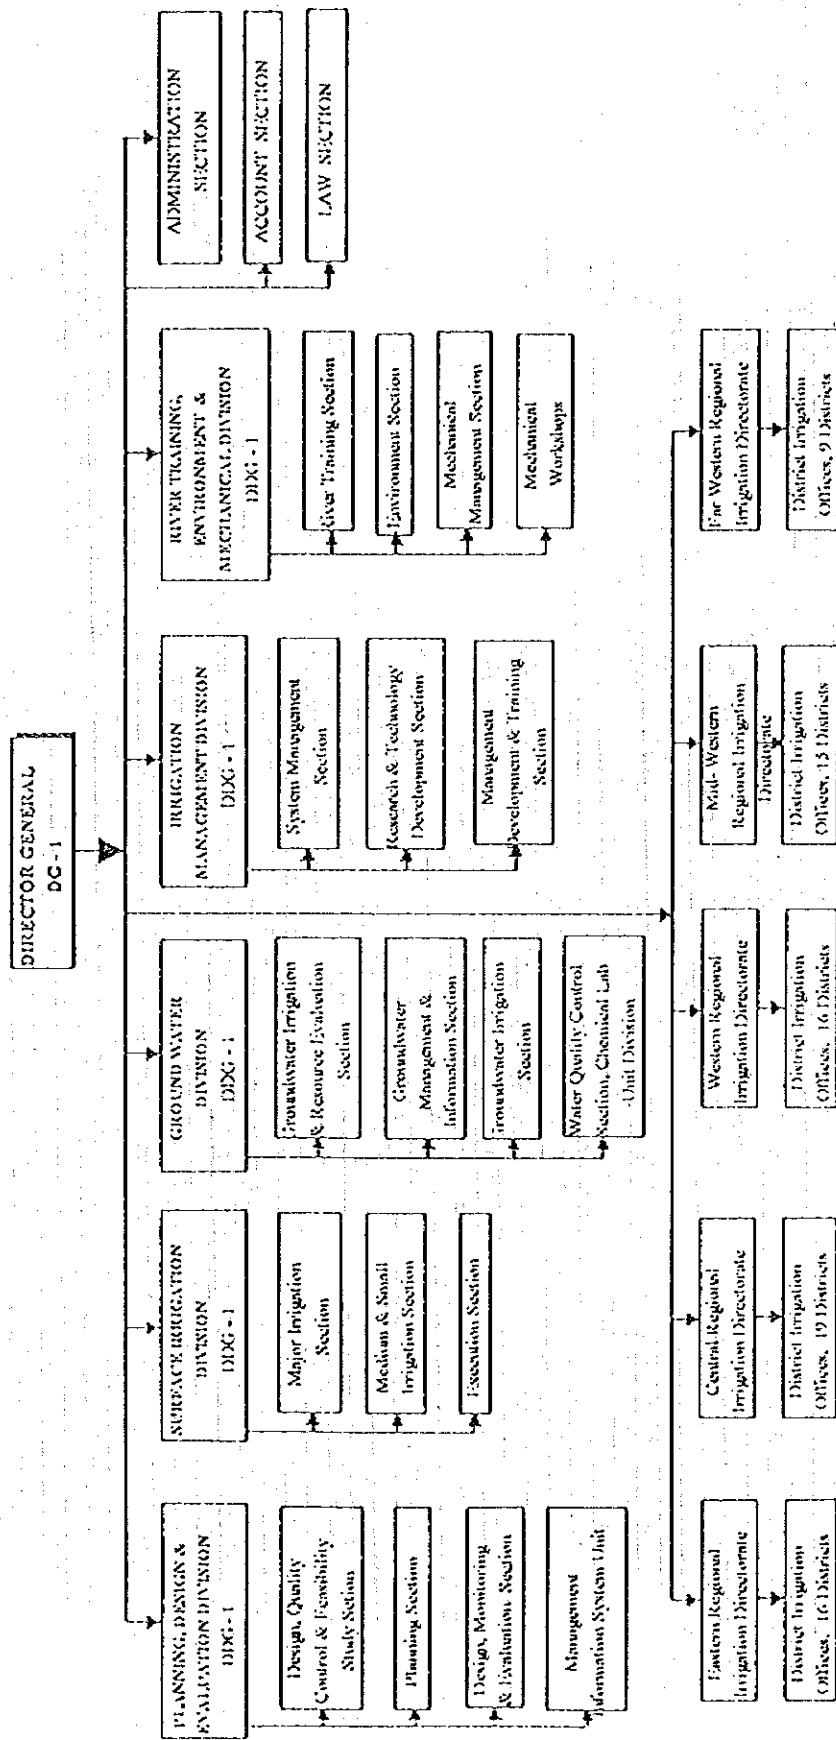 DIRECTOR GENERAL
DG - 1
PLANNING, DESIGN &
EVALUATION DIVISION
DDG - 1
Design, Quality
Control & Feasibility
Study Setion
Planning Section
Design, Monitoring
& Evaluation Section
Management
Information System Unit
SURFACE IRRIGATION
DIVISION
DDG - 1
Major Irrigation
Section
Medium & Small
Irrigation Section
Execution Section
GROUND WATER
DIVISION
DDG - 1
Groundwater Irrigation
& Resource Evaluation
Section
Groundwater
Management &
Information Section
Groundwater Irrigation
Section
Water Quality Control
Section, Chemical Lab
Unit Division
IRRIGATION
MANAGEMENT DIVISION
DDG - 1
System Management
Section
Research & Technology
Development Section
Management
Development & Training
Section
RIVER TRAINING,
ENVIRONMENT &
MECHANICAL DIVISION
DDG - 1
River Training Section
Environment Section
Mechanical
Management Section
Mechanical
Workshops
ADMINISTRATION
SECTION
ACCOUNT SECTION
LAW SECTION
Eastern Regional
Irrigation Directorate
District Irrigation
Offices, 16 Districts
Central Regional
Irrigation Directorate
District Irrigation
Offices, 19 Districts
Western Regional
Irrigation Directorate
District Irrigation
Offices, 16 Districts
Mid- Western
Regional Irrigation
Directorate
District Irrigation
Offices, 15 Districts
Far Western Regional
Irrigation Directorate
District Irrigation
Offices, 9 Districts